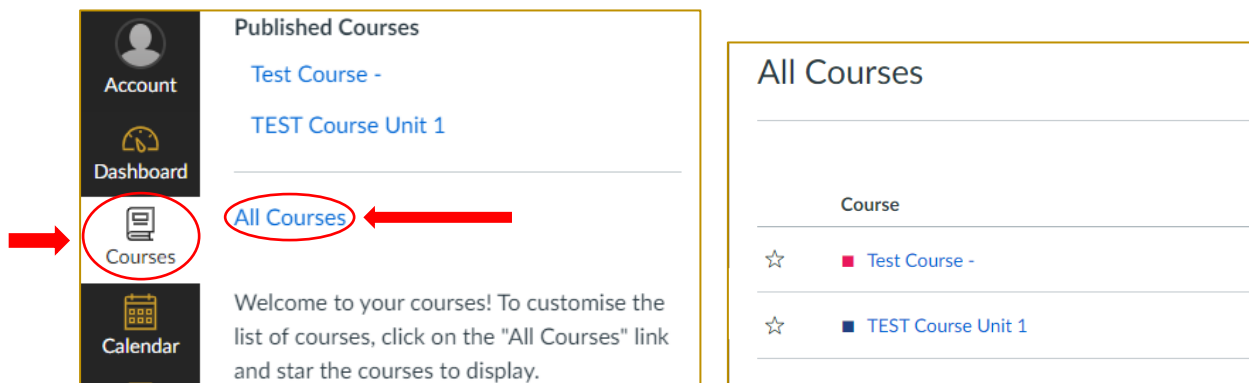 Account
Dashboard
Courses
Calendar
Published Courses
Test Course -
TEST Course Unit 1
All Courses
Welcome to your courses! To customise the
list of courses, click on the "All Courses" link
and star the courses to display.
All Courses
Course
Test Course -
TEST Course Unit 1